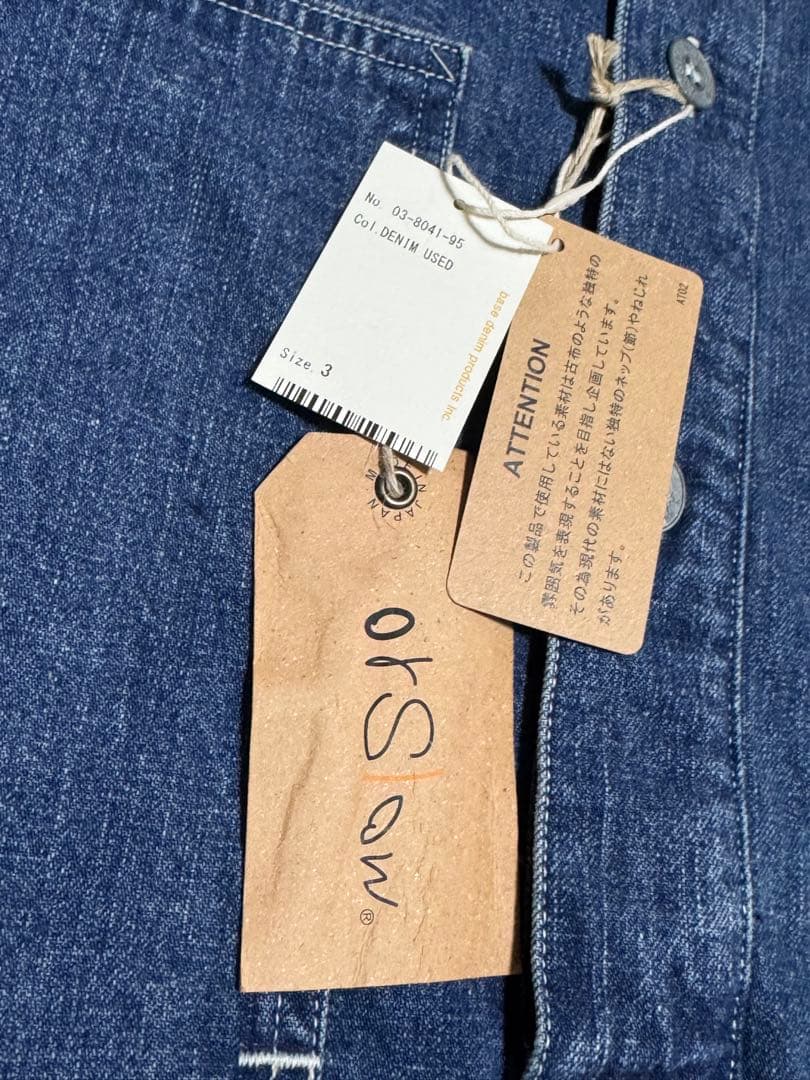 No. 03-8041-95
Col.DENIM USED
Size. 3
base denim products inc.
AT02
ATTENTION
この製品で使用している素材は古布のような独特の
雰囲気を表現することを目指し企画しています。
その為現代の素材にはない独特のネップ(節)やねじれ
があります。
JAPAN
orSlow®